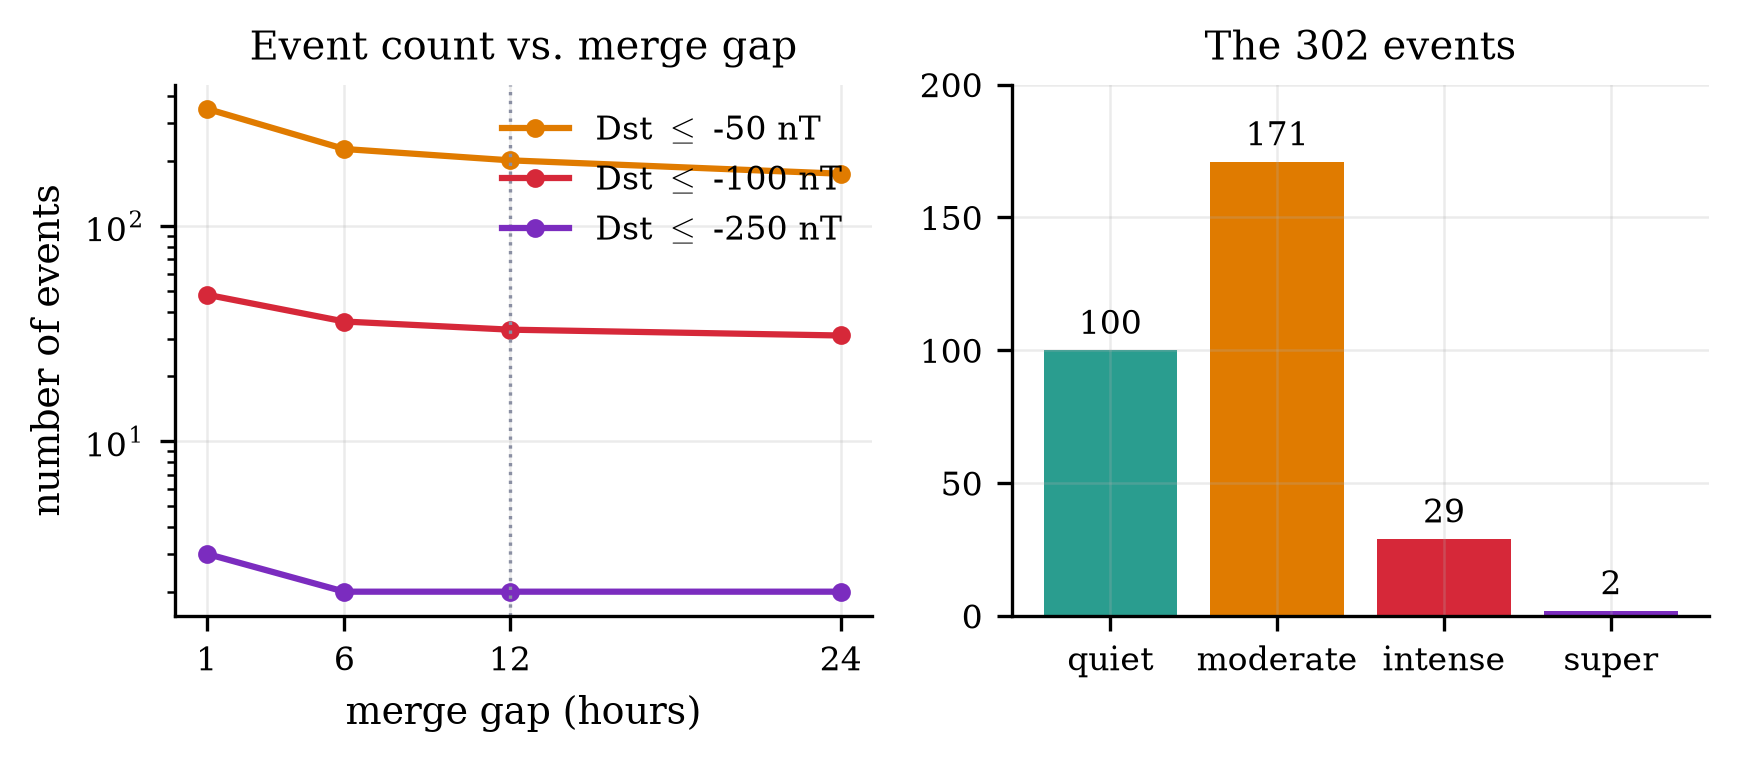 Event count vs. merge gap
number of events
10²
10¹
Dst ≤ -50 nT
Dst ≤ -100 nT
Dst ≤ -250 nT
1 6 12 24
merge gap (hours)
The 302 events
200
150
100
50
0
100
171
29
2
quiet moderate intense super